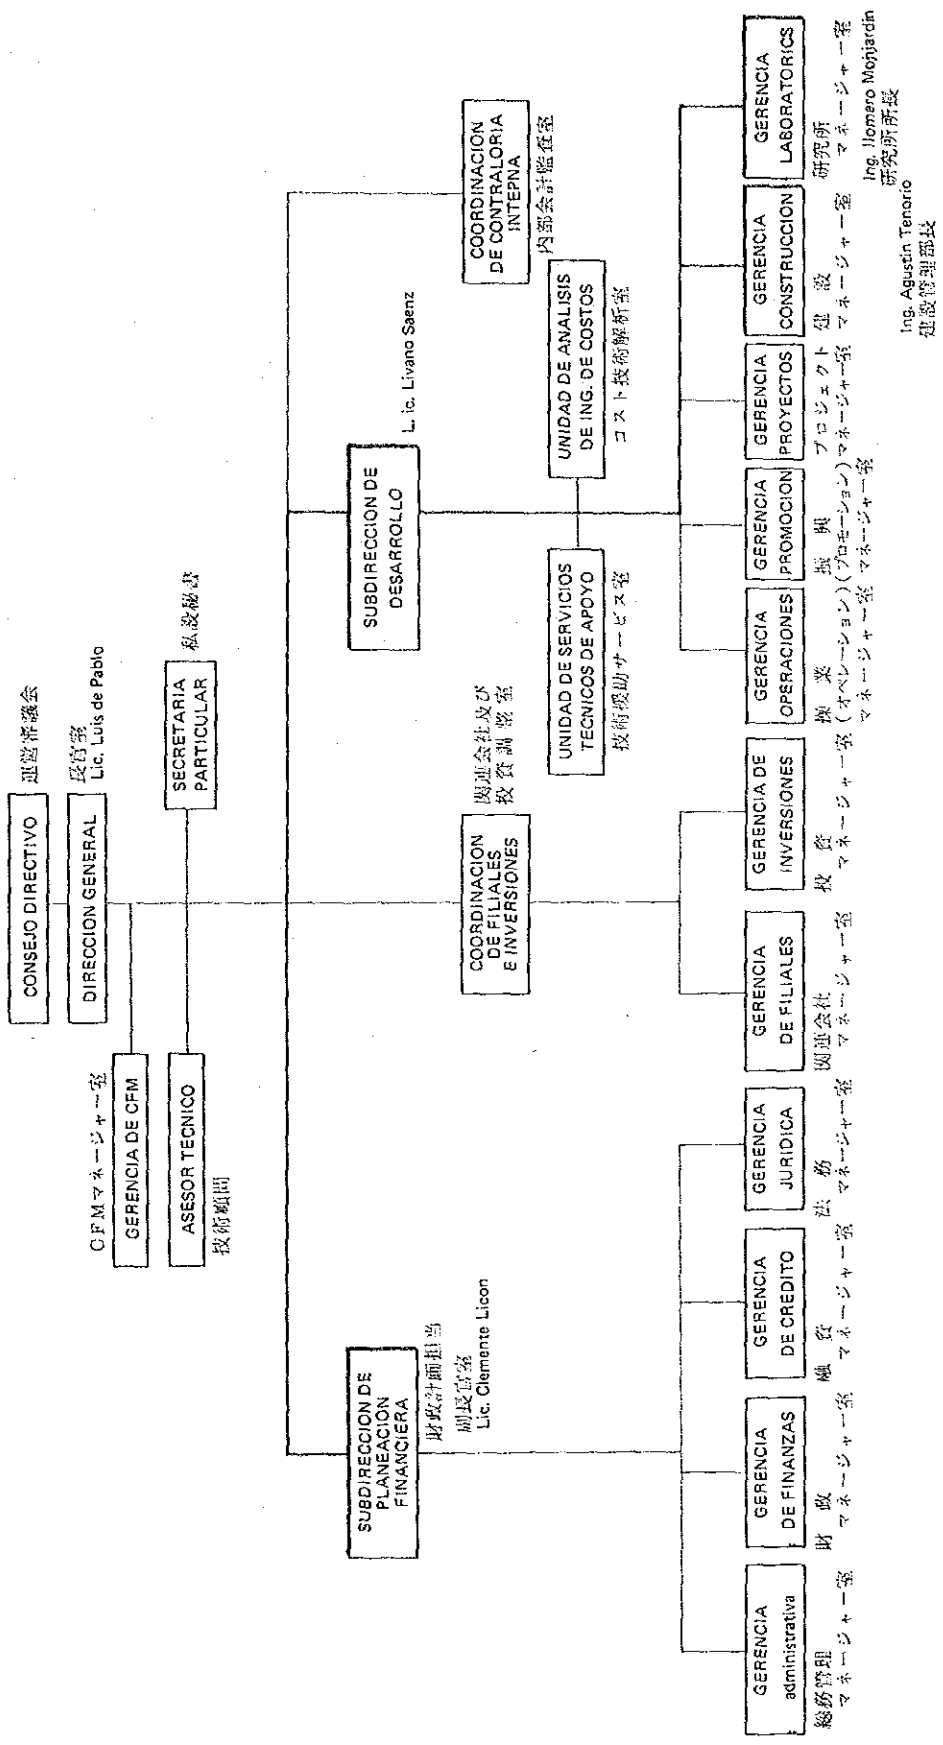 CONSEJO DIRECTIVO
運営審議会
DIRECCION GENERAL
長官室
Lic. Luis de Pablo
CFMマネージャー室
GERENCIA DE CFM
ASESOR TECNICO
技術顧問
SECRETARIA
PARTICULAR
私設秘書
SUBDIRECCION DE
PLANEACION
FINANCIERA
財政計画担当
副長官室
Lic. Clemente Licon
SUBDIRECCION DE
DESARROLLO
L. ic. Livano Saenz
COORDINACION
DE FILIALES
E INVERSIONES
関連会社及び
投資調整室
COORDINACION
DE CONTRALORIA
INTEPNA
内部会計監査室
UNIDAD DE SERVICIOS
TECNICOS DE APOYO
技術援助サービス室
UNIDAD DE ANALISIS
DE ING. DE COSTOS
コスト技術解析室
GERENCIA
administrativa
総務管理
マネージャー室
GERENCIA
DE FINANZAS
財政
マネージャー室
GERENCIA
DE CREDITO
融資
マネージャー室
GERENCIA
JURIDICA
法務
マネージャー室
GERENCIA
DE FILIALES
関連会社
マネージャー室
GERENCIA DE
INVERSIONES
投資
マネージャー室
GERENCIA
OPERACIONES
操業
(オペレーション)
マネージャー室
GERENCIA
PROMOCION
振興
(プロモーション)
マネージャー室
GERENCIA
PROYECTOS
プロジェクト
マネージャー室
GERENCIA
CONSTRUCCION
建設
マネージャー室
Ing. Agustin Tenorio
建設管理部長
GERENCIA
LABORATORICS
研究所
マネージャー室
Ing. Homero Monjardin
研究所所長